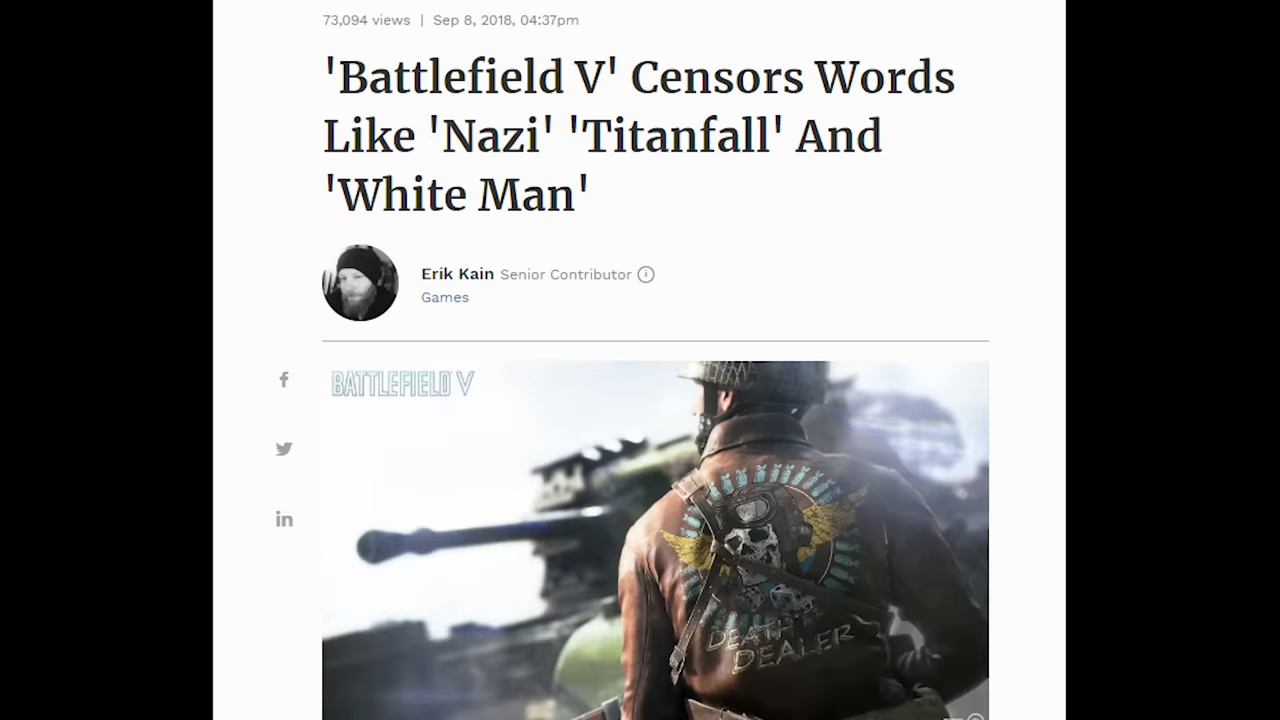 73,094 views | Sep 8, 2018, 04:37pm
'Battlefield V' Censors Words
Like 'Nazi' 'Titanfall' And
'White Man'
Erik Kain Senior Contributor
Games
BATTLEFIELD V
DEATH
DEALER